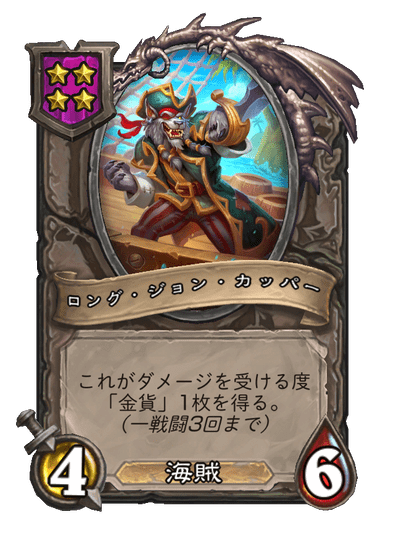 ロング・ジョン・カッパー
これがダメージを受ける度
「金貨」1枚を得る。
(一戦闘3回まで)
4
海賊
6